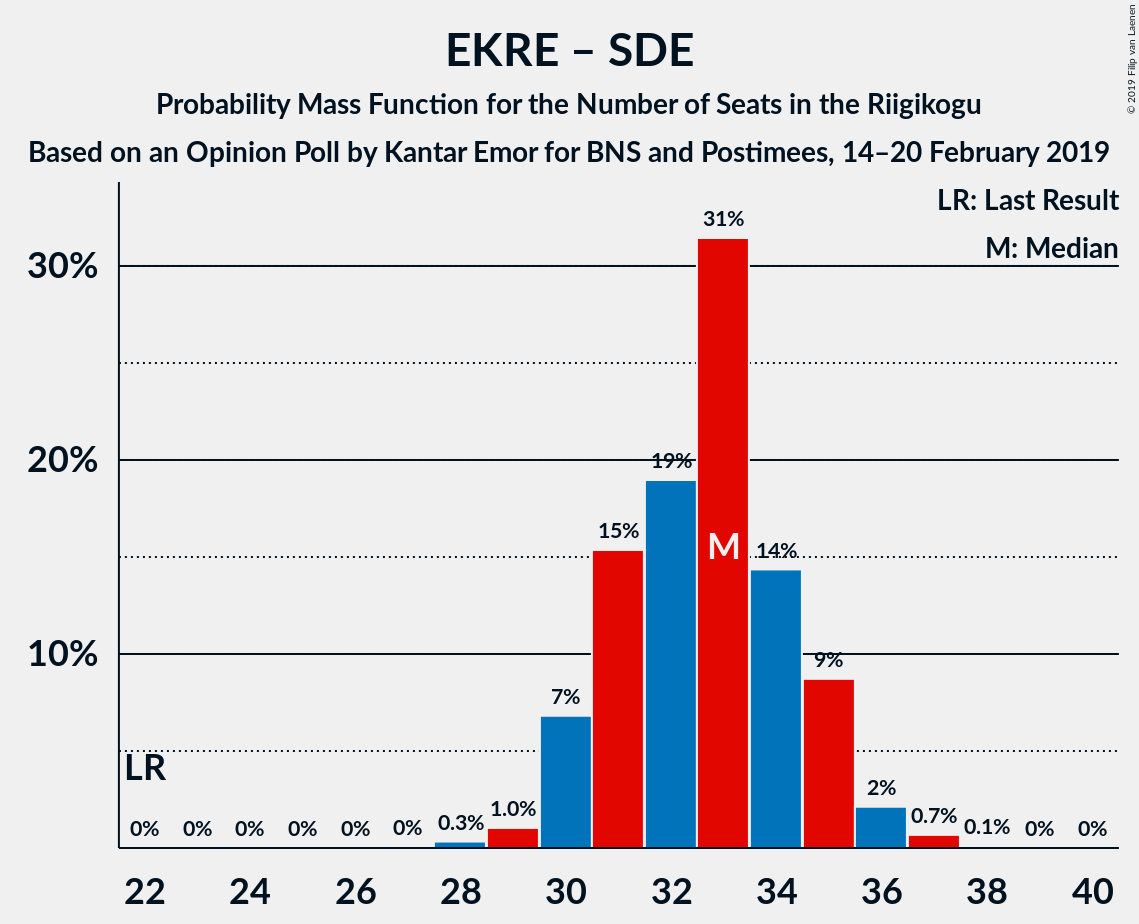 EKRE – SDE
Probability Mass Function for the Number of Seats in the Riigikogu
Based on an Opinion Poll by Kantar Emor for BNS and Postimees, 14–20 February 2019
© 2019 Filip van Laenen
LR: Last Result
M: Median
30%
20%
10%
LR
M
0% 0% 0% 0% 0% 0% 0.3% 1.0% 7% 15% 19% 31% 14% 9% 2% 0.7% 0.1% 0% 0%
22 24 26 28 30 32 34 36 38 40